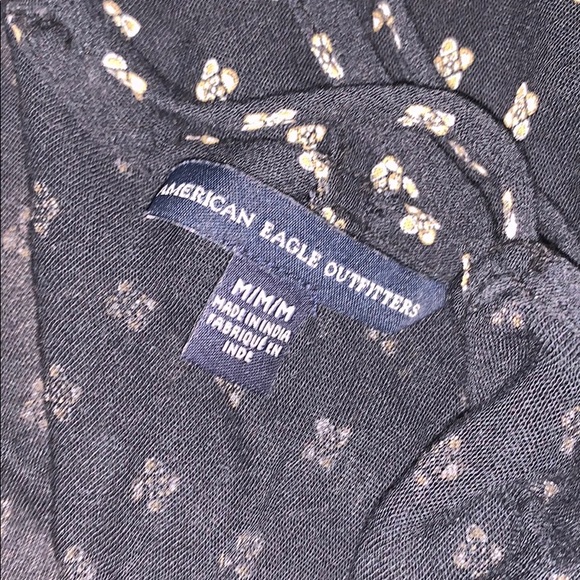 AMERICAN EAGLE OUTFITTERS
M/M/M
MADE IN INDIA
FABRIQUE EN
INDE